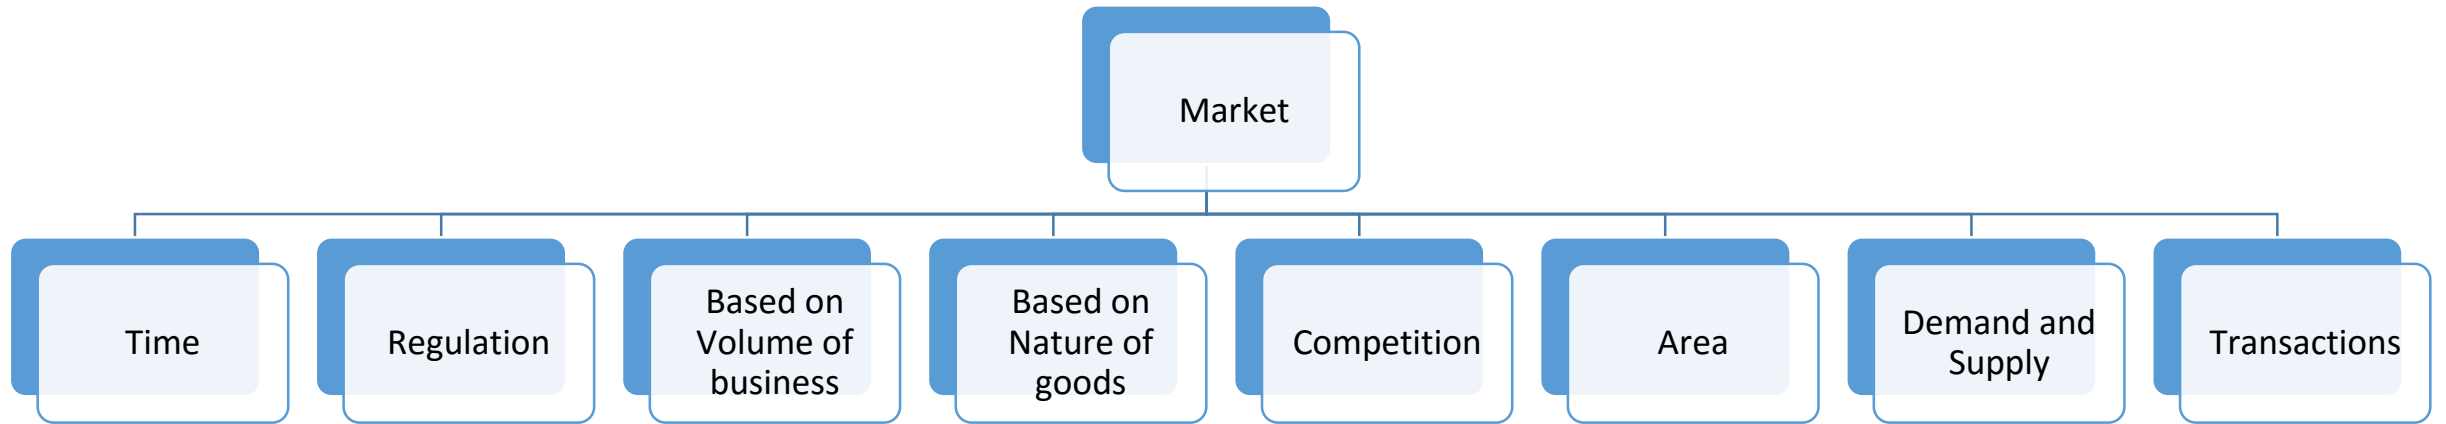 Market
Time
Regulation
Based on
Volume of
business
Based on
Nature of
goods
Competition
Area
Demand and
Supply
Transactions